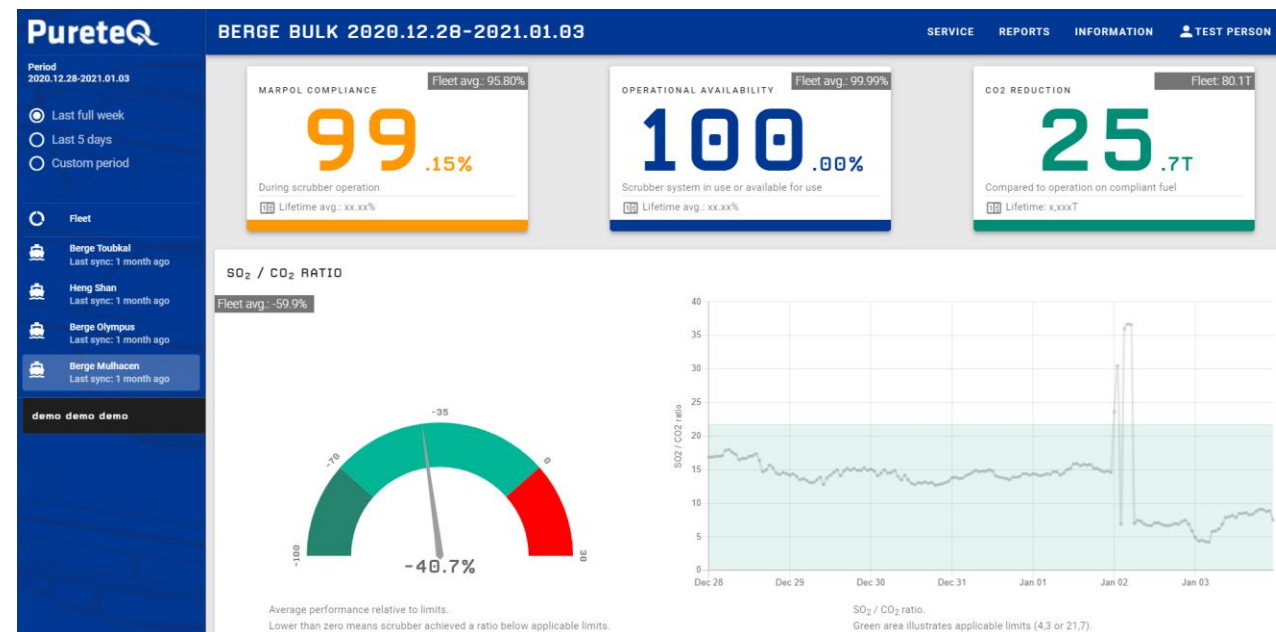 PureteQ
BERGE BULK 2020.12.28-2021.01.03
SERVICE REPORTS INFORMATION TEST PERSON
Period
2020.12.28-2021.01.03
Last full week
Last 5 days
Custom period
Fleet
Berge Toubkal
Last sync: 1 month ago
Heng Shan
Last sync: 1 month ago
Berge Olympus
Last sync: 1 month ago
Berge Mulhacen
Last sync: 1 month ago
demo demo demo
Fleet avg.: 95.80%
MARPOL COMPLIANCE
99.15%
During scrubber operation
Lifetime avg.: xx.xx%
Fleet avg.: 99.99%
OPERATIONAL AVAILABILITY
100.00%
Scrubber system in use or available for use
Lifetime avg.: xx.xx%
Fleet: 80.1T
CO2 REDUCTION
25.7T
Compared to operation on compliant fuel
Lifetime: x,xxxT
SO₂ / CO₂ RATIO
Fleet avg.: -59.9%
-100
-70
-35
0
30
-40.7%
Average performance relative to limits.
Lower than zero means scrubber achieved a ratio below applicable limits.
SO2 / CO2 ratio
40
35
30
25
20
15
10
5
0
Dec 28 Dec 29 Dec 30 Dec 31 Jan 01 Jan 02 Jan 03
SO₂ / CO₂ ratio.
Green area illustrates applicable limits (4,3 or 21,7).